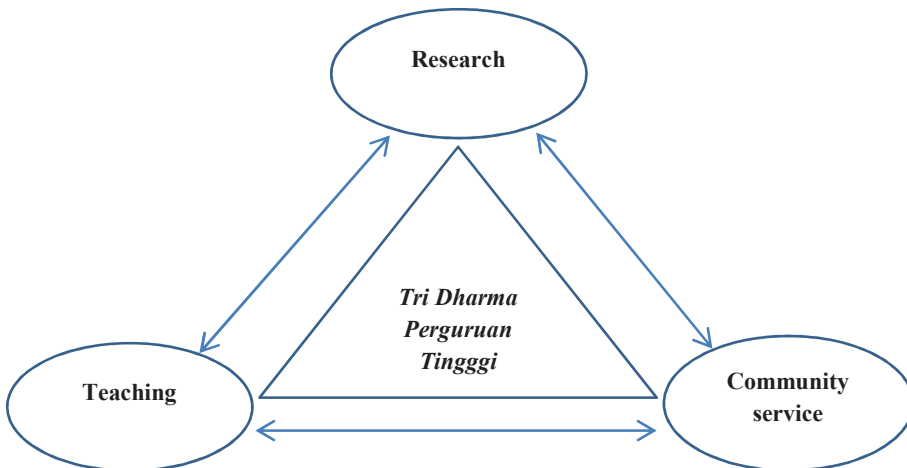 Research
Tri Dharma
Perguruan
Tingggi
Teaching
Community
service